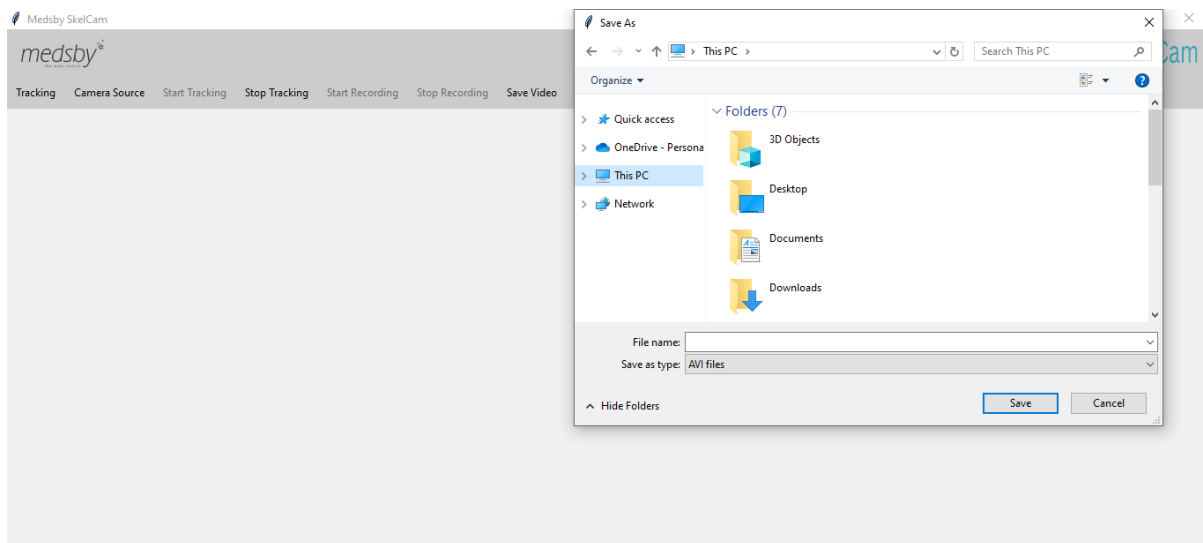 Medsby SkelCam
medsby
Cam
Tracking Camera Source Start Tracking Stop Tracking Start Recording Stop Recording Save Video
Save As
This PC
Search This PC
Organize
Quick access
OneDrive - Persona
This PC
Network
Folders (7)
3D Objects
Desktop
Documents
Downloads
File name:
Save as type: AVI files
Hide Folders
Save Cancel